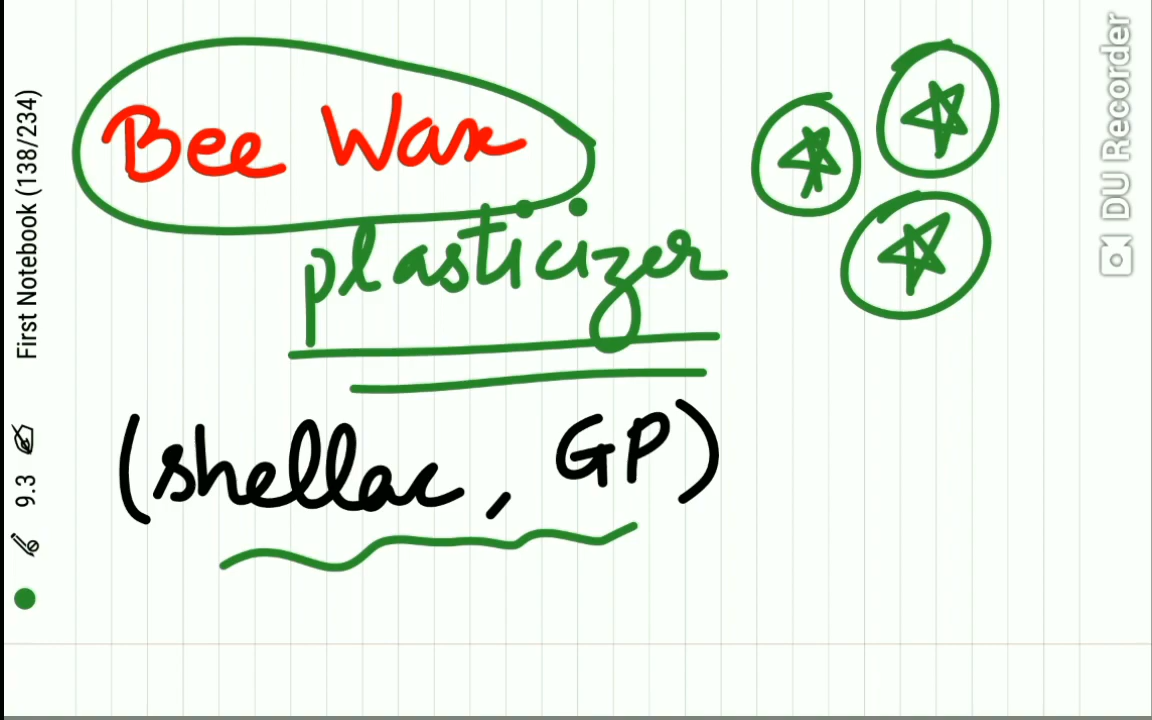 Bee Wax
plasticizer
(shellac, GP)
First Notebook (138/234)
9.3
DU Recorder